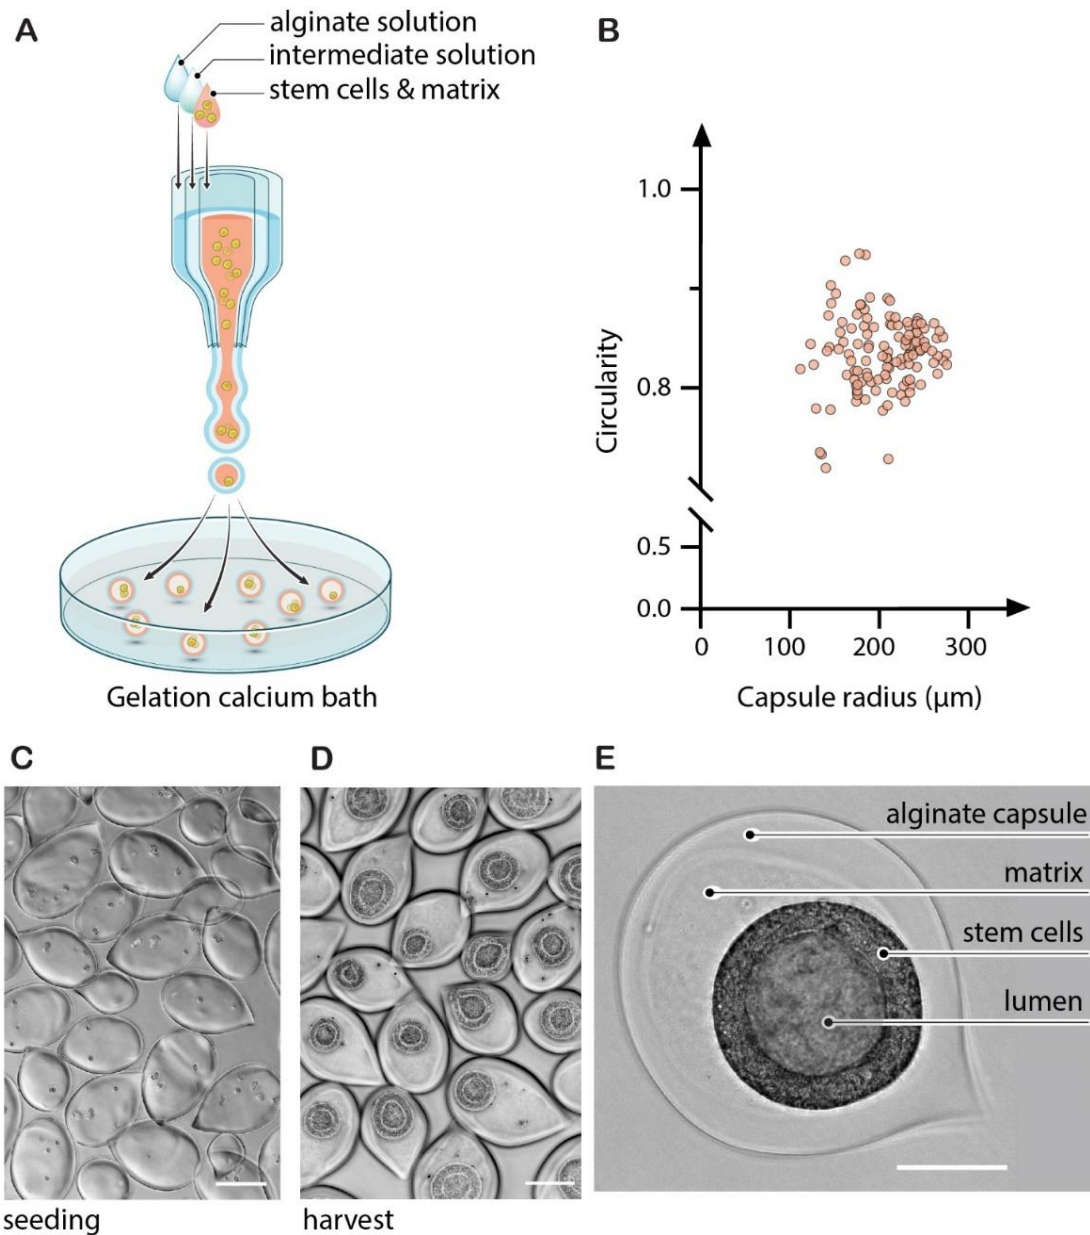 A
alginate solution
intermediate solution
stem cells & matrix
Gelation calcium bath
B
1.0
0.8
0.5
0.0
0
100
200
300
Circularity
Capsule radius (μm)
C
seeding
D
harvest
E
alginate capsule
matrix
stem cells
lumen